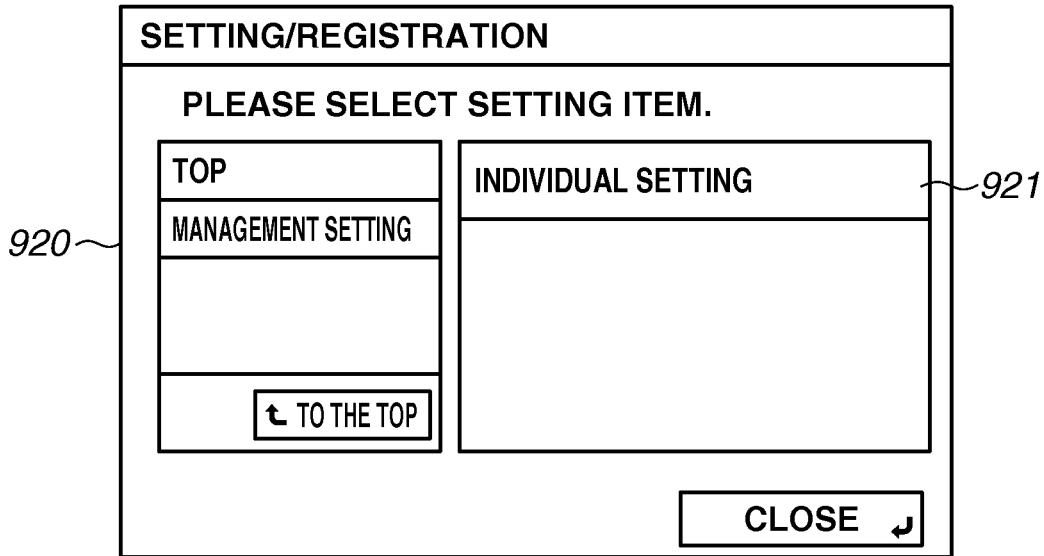 SETTING/REGISTRATION
PLEASE SELECT SETTING ITEM.
TOP
MANAGEMENT SETTING
TO THE TOP
INDIVIDUAL SETTING
921
920
CLOSE